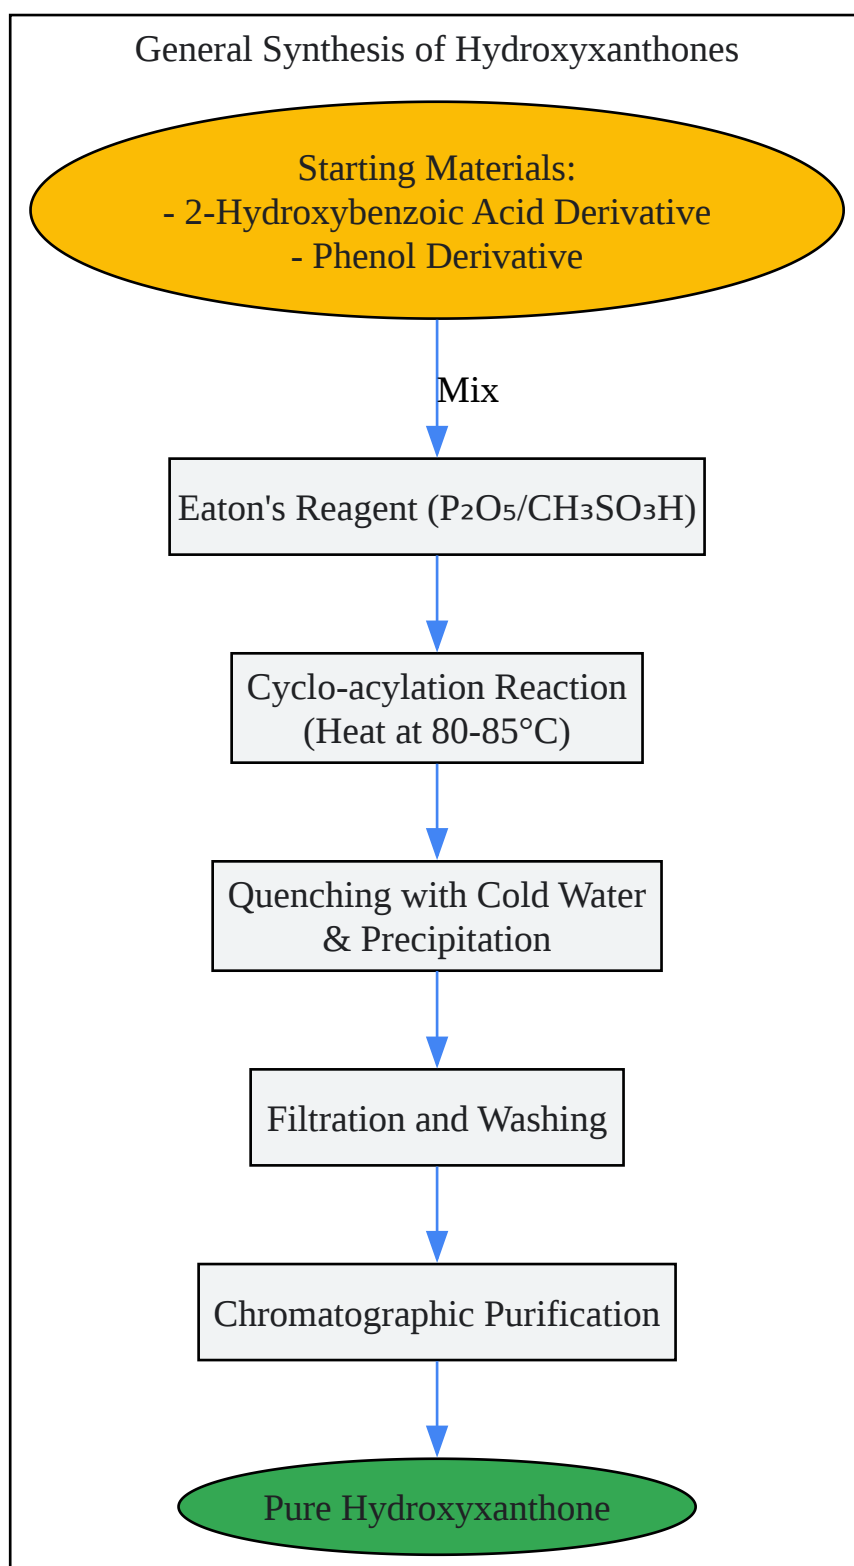 General Synthesis of Hydroxyxanthones
Starting Materials:
- 2-Hydroxybenzoic Acid Derivative
- Phenol Derivative
Mix
Eaton's Reagent (P₂O₅/CH₃SO₃H)
Cyclo-acylation Reaction
(Heat at 80-85°C)
Quenching with Cold Water
& Precipitation
Filtration and Washing
Chromatographic Purification
Pure Hydroxyxanthone